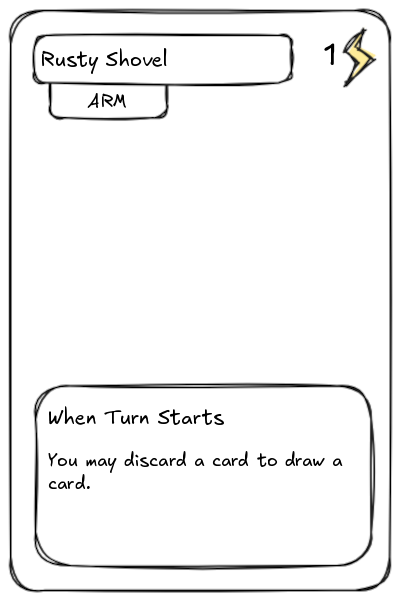 Rusty Shovel
1
ARM
When Turn Starts
You may discard a card to draw a
card.